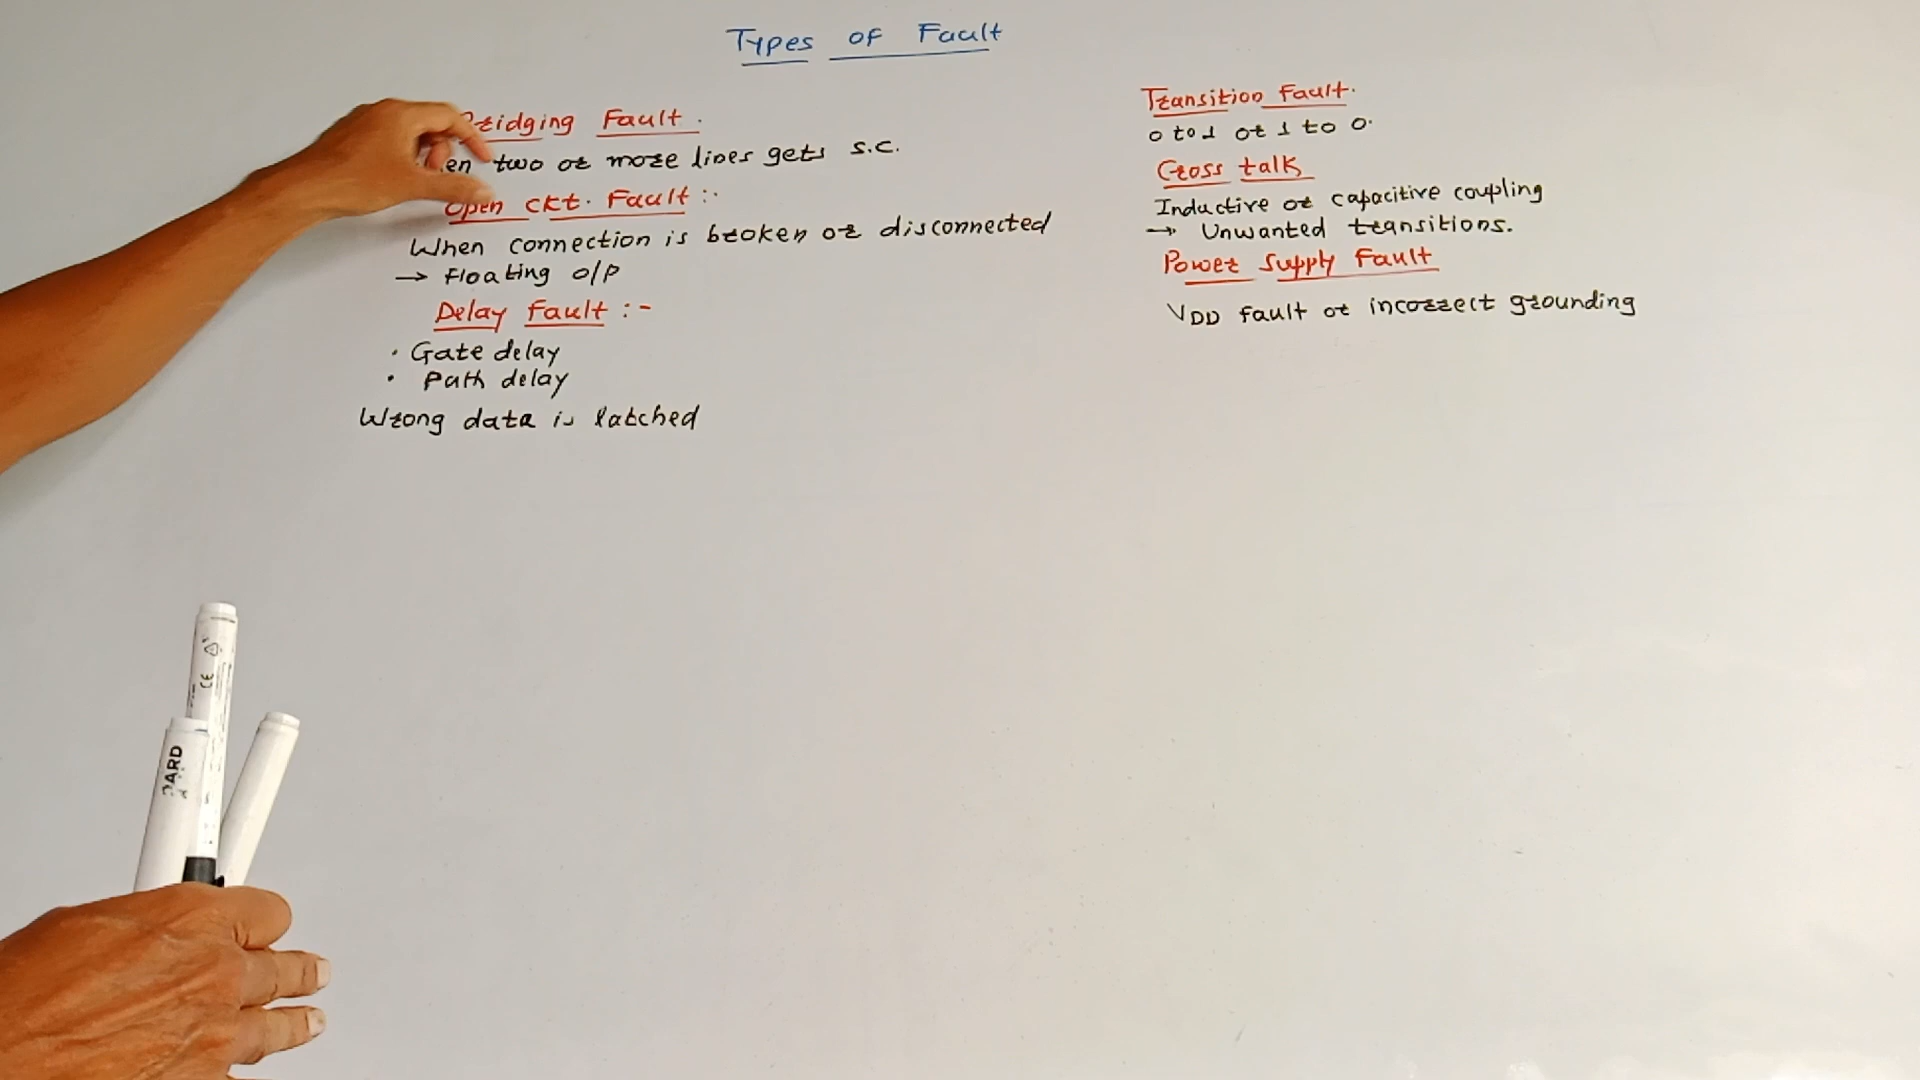 Types of Fault
Bridging Fault.
two or more lines gets s.c.
Open ckt. Fault :-
When connection is broken or disconnected
→ Floating o/p
Delay Fault :-
• Gate delay
• Path delay
Wrong data is latched
Transition Fault.
0 to 1 or 1 to 0.
Cross talk
Inductive or capacitive coupling
→ Unwanted transitions.
Power Supply Fault
VDD fault or incorrect grounding
CE